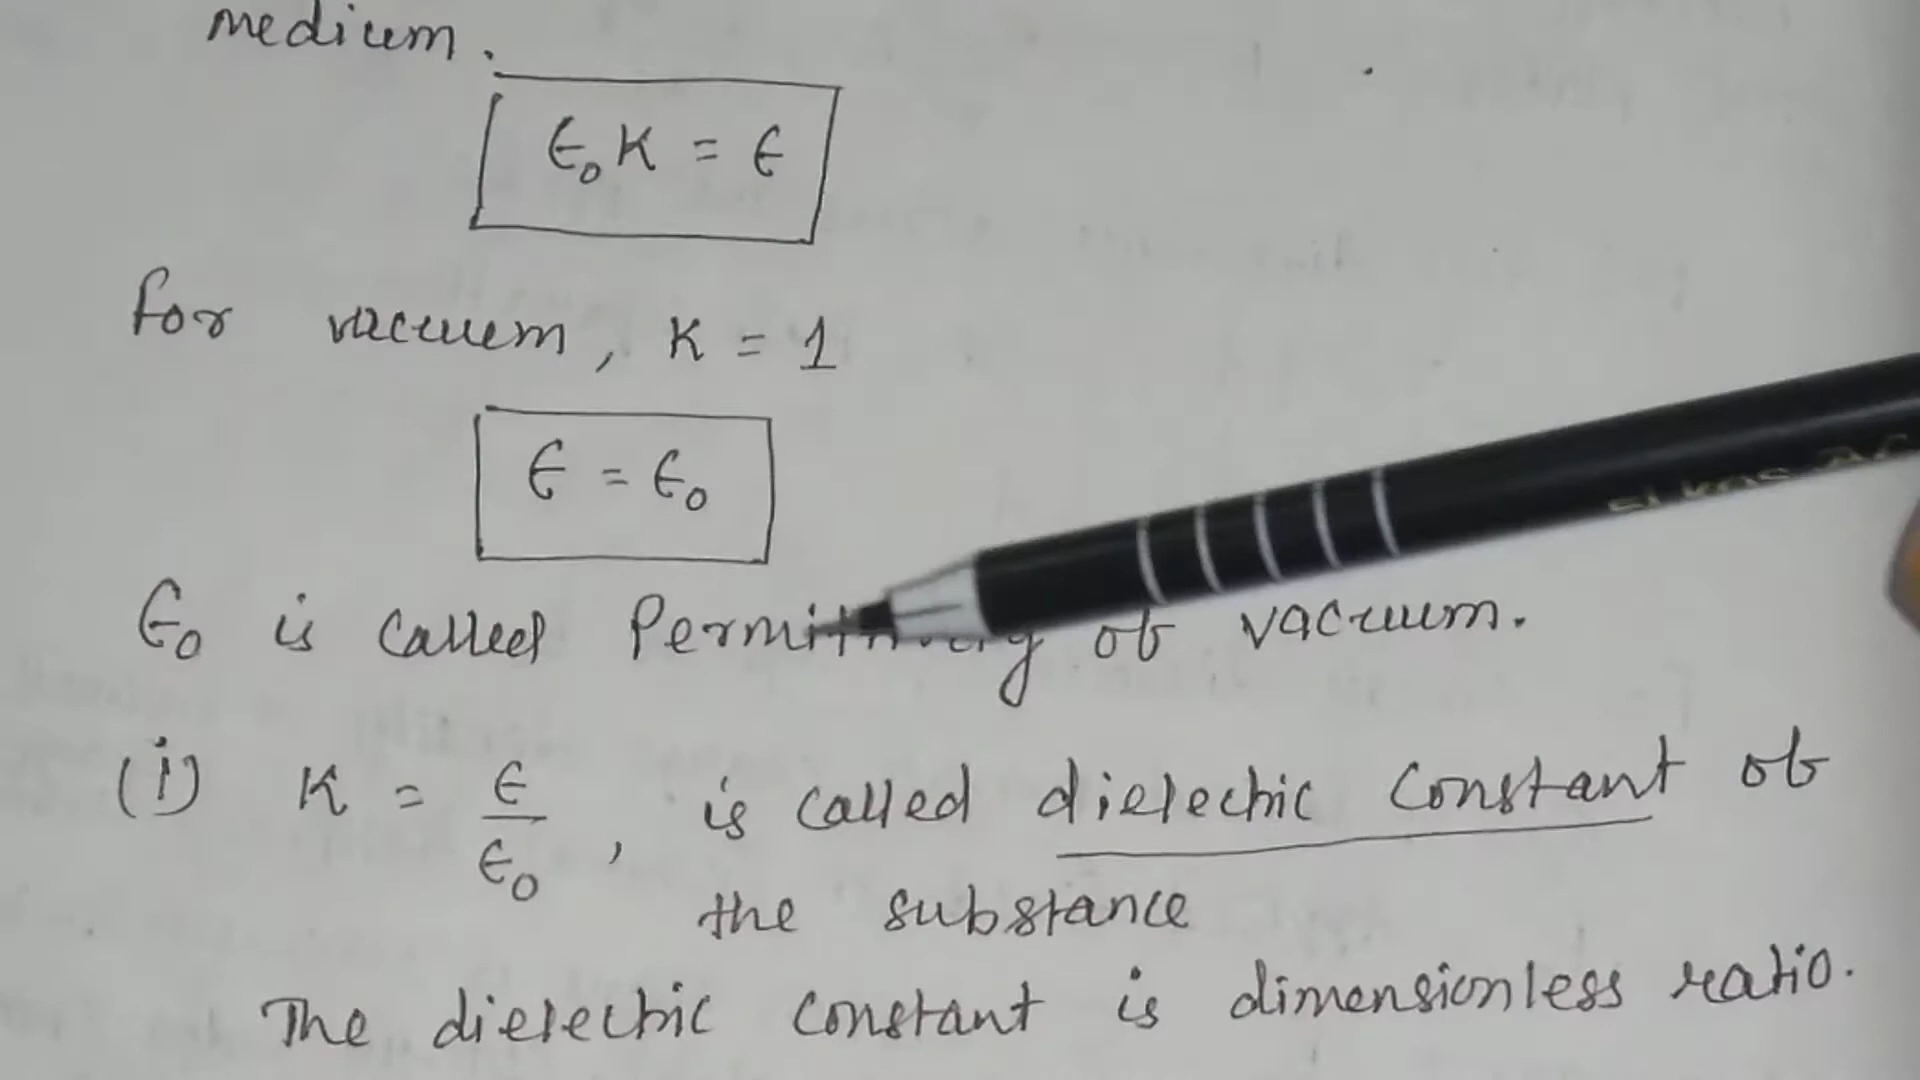 medium.
ϵ₀K = ϵ
for vacuum, K = 1
ϵ = ϵ₀
ϵ₀ is called Permittivity of vacuum.
(i) K = ϵ/ϵ₀, is called dielectric constant of
the substance
The dielectric constant is dimensionless ratio.